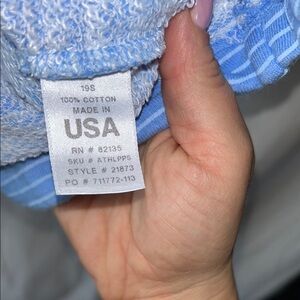 19S
100% COTTON
MADE IN
USA
RN # 82135
SKU # ATHLPPS
STYLE # 21873
PO # 711772-113